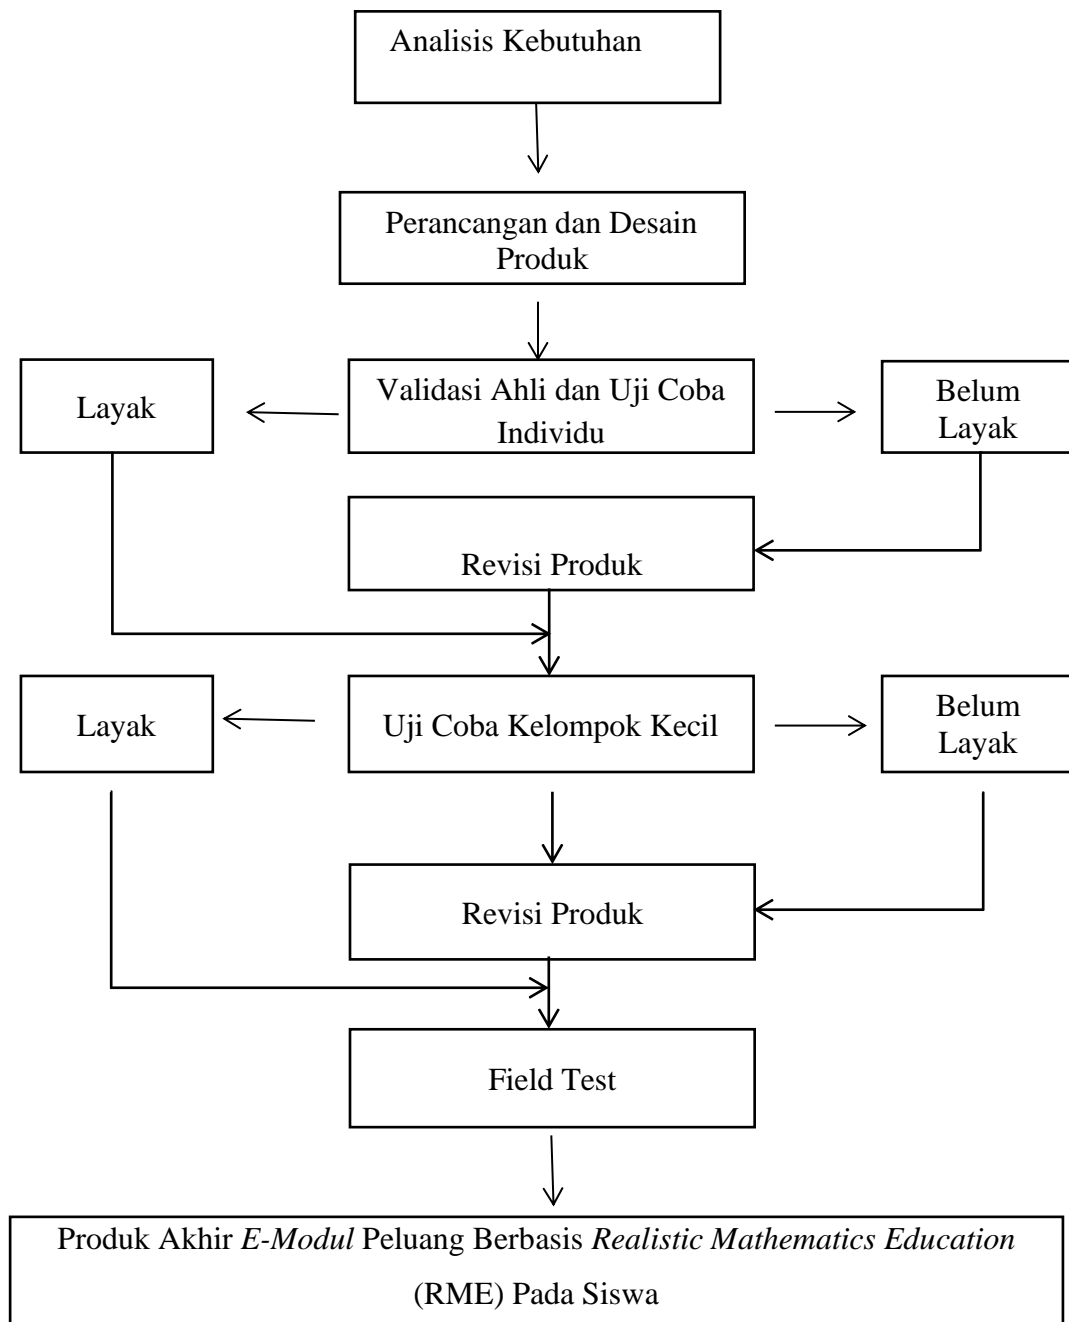 Analisis Kebutuhan
Perancangan dan Desain
Produk
Layak
Validasi Ahli dan Uji Coba
Individu
Belum
Layak
Revisi Produk
Layak
Uji Coba Kelompok Kecil
Belum
Layak
Revisi Produk
Field Test
Produk Akhir E-Modul Peluang Berbasis Realistic Mathematics Education
(RME) Pada Siswa